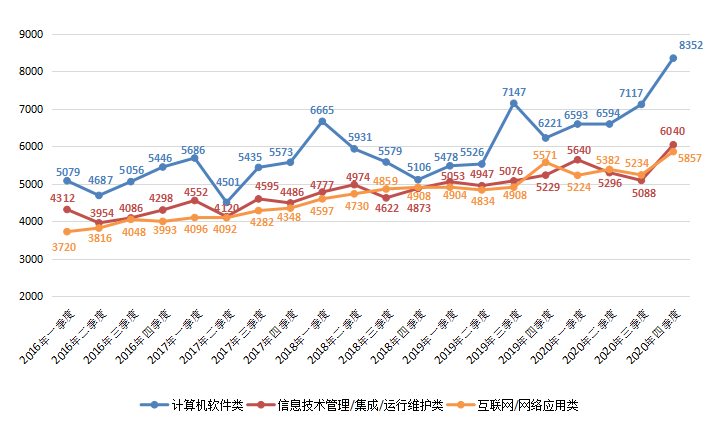 9000
8000
7000
6000
5000
4000
3000
2000
5079 4687 5056 5446 5686 4501 5435 5573 6665 5931 5579 5106 5478 5526 7147 6221 6593 6594 7117 8352
4312 3954 4086 4298 4552 4120 4595 4486 4777 4974 4622 4873 5053 4947 5076 5229 5640 5296 5088 6040
3720 3816 4048 3993 4096 4092 4282 4348 4597 4730 4859 4908 4904 4834 4908 5571 5224 5382 5234 5857
2016年一季度
2016年二季度
2016年三季度
2016年四季度
2017年一季度
2017年二季度
2017年三季度
2017年四季度
2018年一季度
2018年二季度
2018年三季度
2018年四季度
2019年一季度
2019年二季度
2019年三季度
2019年四季度
2020年一季度
2020年二季度
2020年三季度
2020年四季度
计算机软件类 信息技术管理/集成/运行维护类 互联网/网络应用类